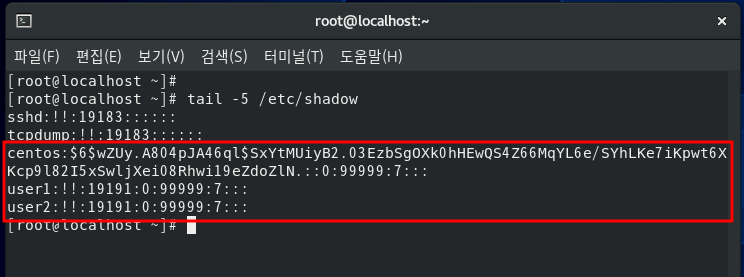 root@localhost:~
파일(F) 편집(E) 보기(V) 검색(S) 터미널(T) 도움말(H)
[root@localhost ~]#
[root@localhost ~]# tail -5 /etc/shadow
sshd:!!:19183::::::
tcpdump:!!:19183::::::
centos:$6$wZUy.A804pJA46ql$SxYtMUiyB2.03EzbSgOXk0hHEwQS4Z66MqYL6e/SYhLKe7iKpwt6X
Kcp9l82I5xSwljXei08Rhwi19eZdoZlN.::0:99999:7:::
user1:!!:19191:0:99999:7:::
user2:!!:19191:0:99999:7:::
[root@localhost ~]#